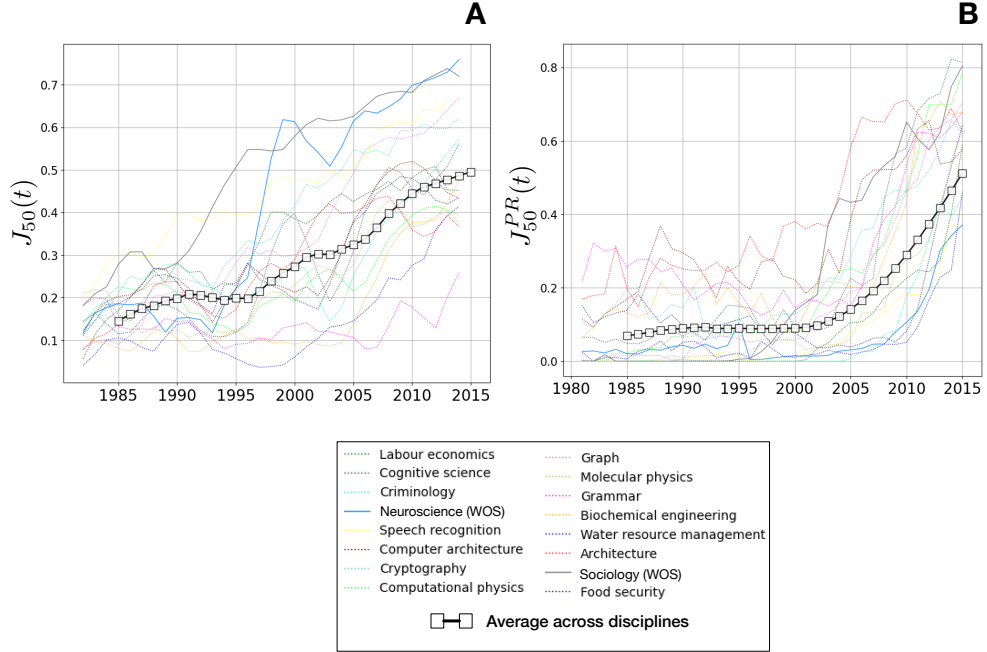 A
B
J50(t)
0.7
0.6
0.5
0.4
0.3
0.2
0.1
1985 1990 1995 2000 2005 2010 2015
J50^PR(t)
0.8
0.6
0.4
0.2
0.0
1980 1985 1990 1995 2000 2005 2010 2015
Labour economics
Cognitive science
Criminology
Neuroscience (WOS)
Speech recognition
Computer architecture
Cryptography
Computational physics
Graph
Molecular physics
Grammar
Biochemical engineering
Water resource management
Architecture
Sociology (WOS)
Food security
Average across disciplines